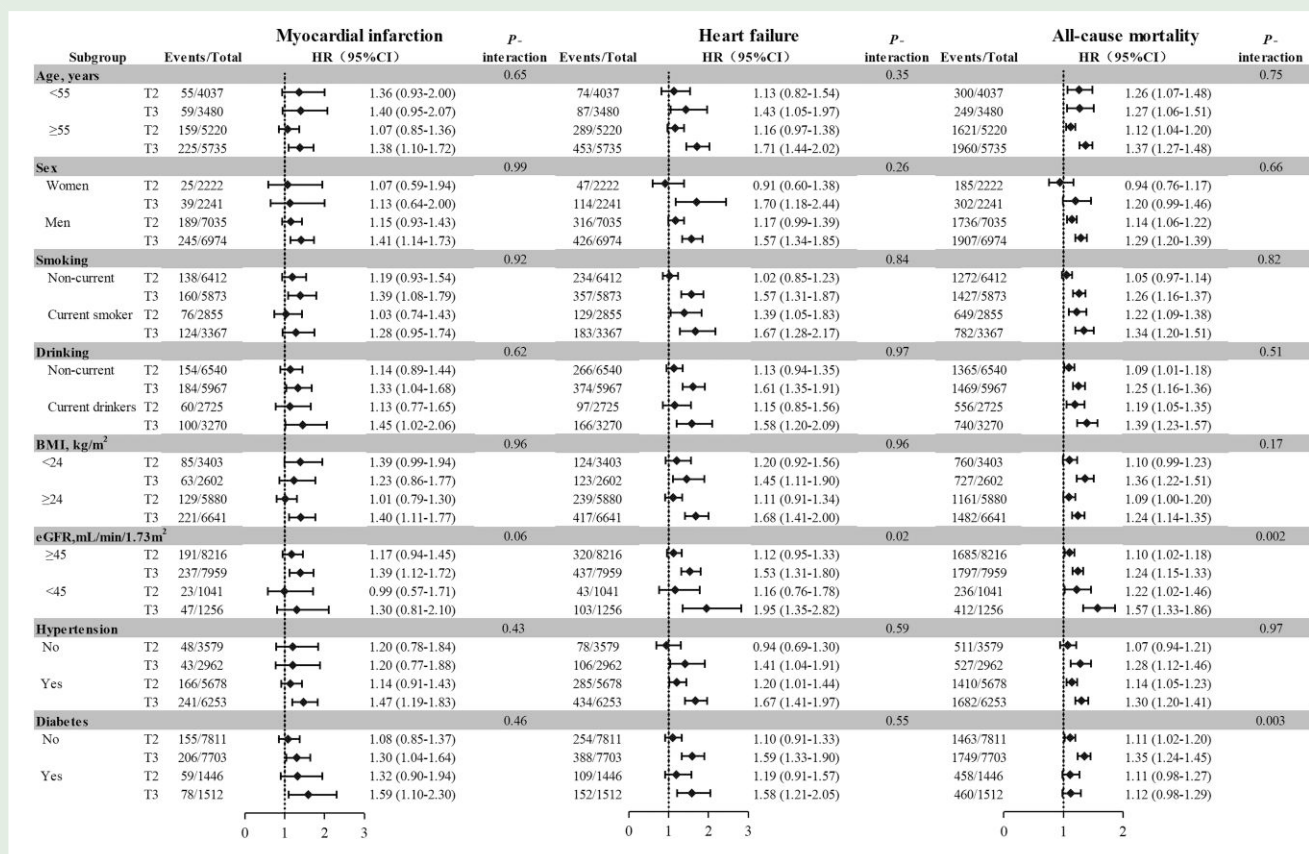 Myocardial infarction Heart failure All-cause mortality
P- P- P-
Subgroup Events/Total HR（95%CI） interaction Events/Total HR（95%CI） interaction Events/Total HR（95%CI） interaction
Age, years 0.65 0.35 0.75
<55 T2 55/4037 1.36 (0.93-2.00) 74/4037 1.13 (0.82-1.54) 300/4037 1.26 (1.07-1.48)
T3 59/3480 1.40 (0.95-2.07) 87/3480 1.43 (1.05-1.97) 249/3480 1.27 (1.06-1.51)
≥55 T2 159/5220 1.07 (0.85-1.36) 289/5220 1.16 (0.97-1.38) 1621/5220 1.12 (1.04-1.20)
T3 225/5735 1.38 (1.10-1.72) 453/5735 1.71 (1.44-2.02) 1960/5735 1.37 (1.27-1.48)
Sex 0.99 0.26 0.66
Women T2 25/2222 1.07 (0.59-1.94) 47/2222 0.91 (0.60-1.38) 185/2222 0.94 (0.76-1.17)
T3 39/2241 1.13 (0.64-2.00) 114/2241 1.70 (1.18-2.44) 302/2241 1.20 (0.99-1.46)
Men T2 189/7035 1.15 (0.93-1.43) 316/7035 1.17 (0.99-1.39) 1736/7035 1.14 (1.06-1.22)
T3 245/6974 1.41 (1.14-1.73) 426/6974 1.57 (1.34-1.85) 1907/6974 1.29 (1.20-1.39)
Smoking 0.92 0.84 0.82
Non-current T2 138/6412 1.19 (0.93-1.54) 234/6412 1.02 (0.85-1.23) 1272/6412 1.05 (0.97-1.14)
T3 160/5873 1.39 (1.08-1.79) 357/5873 1.57 (1.31-1.87) 1427/5873 1.26 (1.16-1.37)
Current smoker T2 76/2855 1.03 (0.74-1.43) 129/2855 1.39 (1.05-1.83) 649/2855 1.22 (1.09-1.38)
T3 124/3367 1.28 (0.95-1.74) 183/3367 1.67 (1.28-2.17) 782/3367 1.34 (1.20-1.51)
Drinking 0.62 0.97 0.51
Non-current T2 154/6540 1.14 (0.89-1.44) 266/6540 1.13 (0.94-1.35) 1365/6540 1.09 (1.01-1.18)
T3 184/5967 1.33 (1.04-1.68) 374/5967 1.61 (1.35-1.91) 1469/5967 1.25 (1.16-1.36)
Current drinkers T2 60/2725 1.13 (0.77-1.65) 97/2725 1.15 (0.85-1.56) 556/2725 1.19 (1.05-1.35)
T3 100/3270 1.45 (1.02-2.06) 166/3270 1.58 (1.20-2.09) 740/3270 1.39 (1.23-1.57)
BMI, kg/m² 0.96 0.96 0.17
<24 T2 85/3403 1.39 (0.99-1.94) 124/3403 1.20 (0.92-1.56) 760/3403 1.10 (0.99-1.23)
T3 63/2602 1.23 (0.86-1.77) 123/2602 1.45 (1.11-1.90) 727/2602 1.36 (1.22-1.51)
≥24 T2 129/5880 1.01 (0.79-1.30) 239/5880 1.11 (0.91-1.34) 1161/5880 1.09 (1.00-1.20)
T3 221/6641 1.40 (1.11-1.77) 417/6641 1.68 (1.41-2.00) 1482/6641 1.24 (1.14-1.35)
eGFR,mL/min/1.73m² 0.06 0.02 0.002
≥45 T2 191/8216 1.17 (0.94-1.45) 320/8216 1.12 (0.95-1.33) 1685/8216 1.10 (1.02-1.18)
T3 237/7959 1.39 (1.12-1.72) 437/7959 1.53 (1.31-1.80) 1797/7959 1.24 (1.15-1.33)
<45 T2 23/1041 0.99 (0.57-1.71) 43/1041 1.16 (0.76-1.78) 236/1041 1.22 (1.02-1.46)
T3 47/1256 1.30 (0.81-2.10) 103/1256 1.95 (1.35-2.82) 412/1256 1.57 (1.33-1.86)
Hypertension 0.43 0.59 0.97
No T2 48/3579 1.20 (0.78-1.84) 78/3579 0.94 (0.69-1.30) 511/3579 1.07 (0.94-1.21)
T3 43/2962 1.20 (0.77-1.88) 106/2962 1.41 (1.04-1.91) 527/2962 1.28 (1.12-1.46)
Yes T2 166/5678 1.14 (0.91-1.43) 285/5678 1.20 (1.01-1.44) 1410/5678 1.14 (1.05-1.23)
T3 241/6253 1.47 (1.19-1.83) 434/6253 1.67 (1.41-1.97) 1682/6253 1.30 (1.20-1.41)
Diabetes 0.46 0.55 0.003
No T2 155/7811 1.08 (0.85-1.37) 254/7811 1.10 (0.91-1.33) 1463/7811 1.11 (1.02-1.20)
T3 206/7703 1.30 (1.04-1.64) 388/7703 1.59 (1.33-1.90) 1749/7703 1.35 (1.24-1.45)
Yes T2 59/1446 1.32 (0.90-1.94) 109/1446 1.19 (0.91-1.57) 458/1446 1.11 (0.98-1.27)
T3 78/1512 1.59 (1.10-2.30) 152/1512 1.58 (1.21-2.05) 460/1512 1.12 (0.98-1.29)
0 1 2 3 0 1 2 3 0 1 2